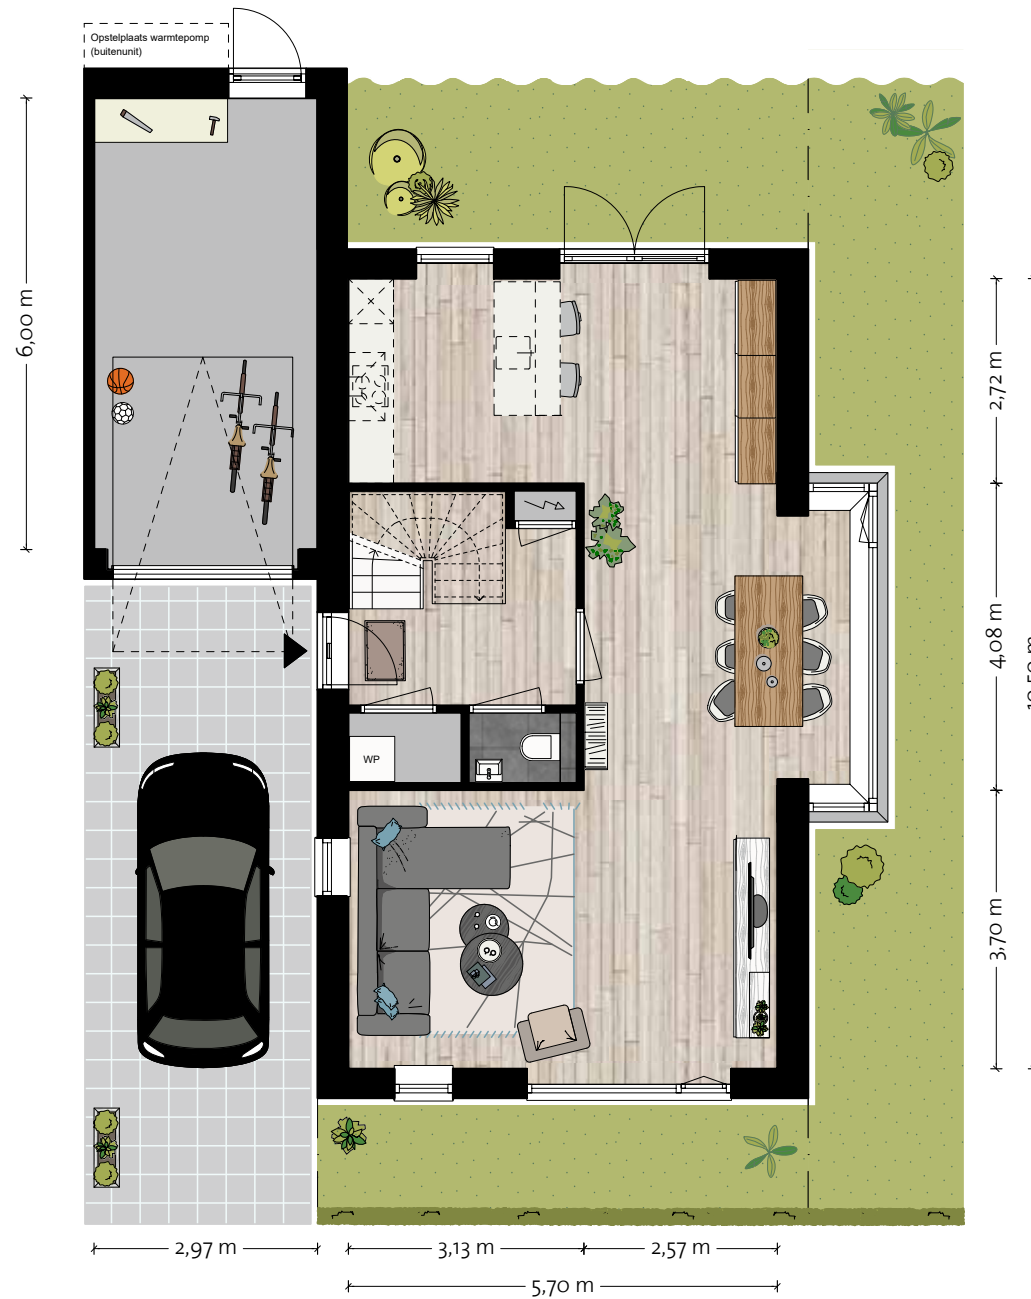 Opstelplaats warmtepomp
(buitenunit)
6,00 m
2,72 m
4,08 m
WP
3,70 m
2,97 m
3,13 m
2,57 m
5,70 m